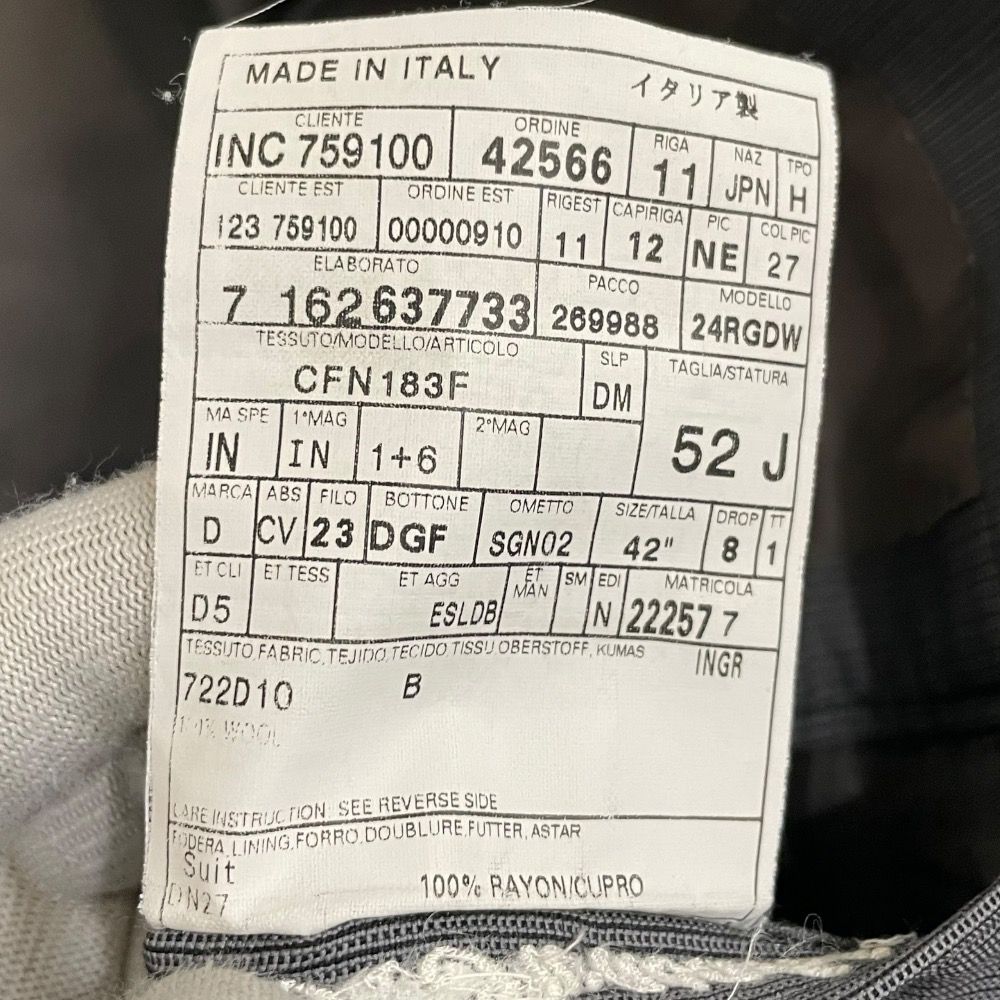 MADE IN ITALY イタリア製
CLIENTE ORDINE RIGA NAZ TPO
INC 759100 42566 11 JPN H
CLIENTE EST ORDINE EST RIGEST CAPIRIGA PIC COL PIC
123 759100 00000910 11 12 NE 27
ELABORATO PACCO MODELLO
7 162637733 269988 24RGDW
TESSUTO/MODELLO/ARTICOLO SLP TAGLIA/STATURA
CFN183F DM 52 J
MA SPE 1°MAG 2°MAG
IN IN 1+6
MARCA ABS FILO BOTTONE OMETTO SIZE/TALLA DROP TT
D CV 23 DGF SGN02 42" 8 1
ET CLI ET TESS ET AGG ET MAN SM EDI MATRICOLA
D5 ESLDB N 22257 7
TESSUTO, FABRIC, TEJIDO, TECIDO TISSU OBERSTOFF, KUMAS INGR
722D10 B
WOOL
CARE INSTRUCTION: SEE REVERSE SIDE
FODERA, LINING, FORRO, DOUBLURE, FUTTER, ASTAR
Suit 100% RAYON/CUPRO
DN27